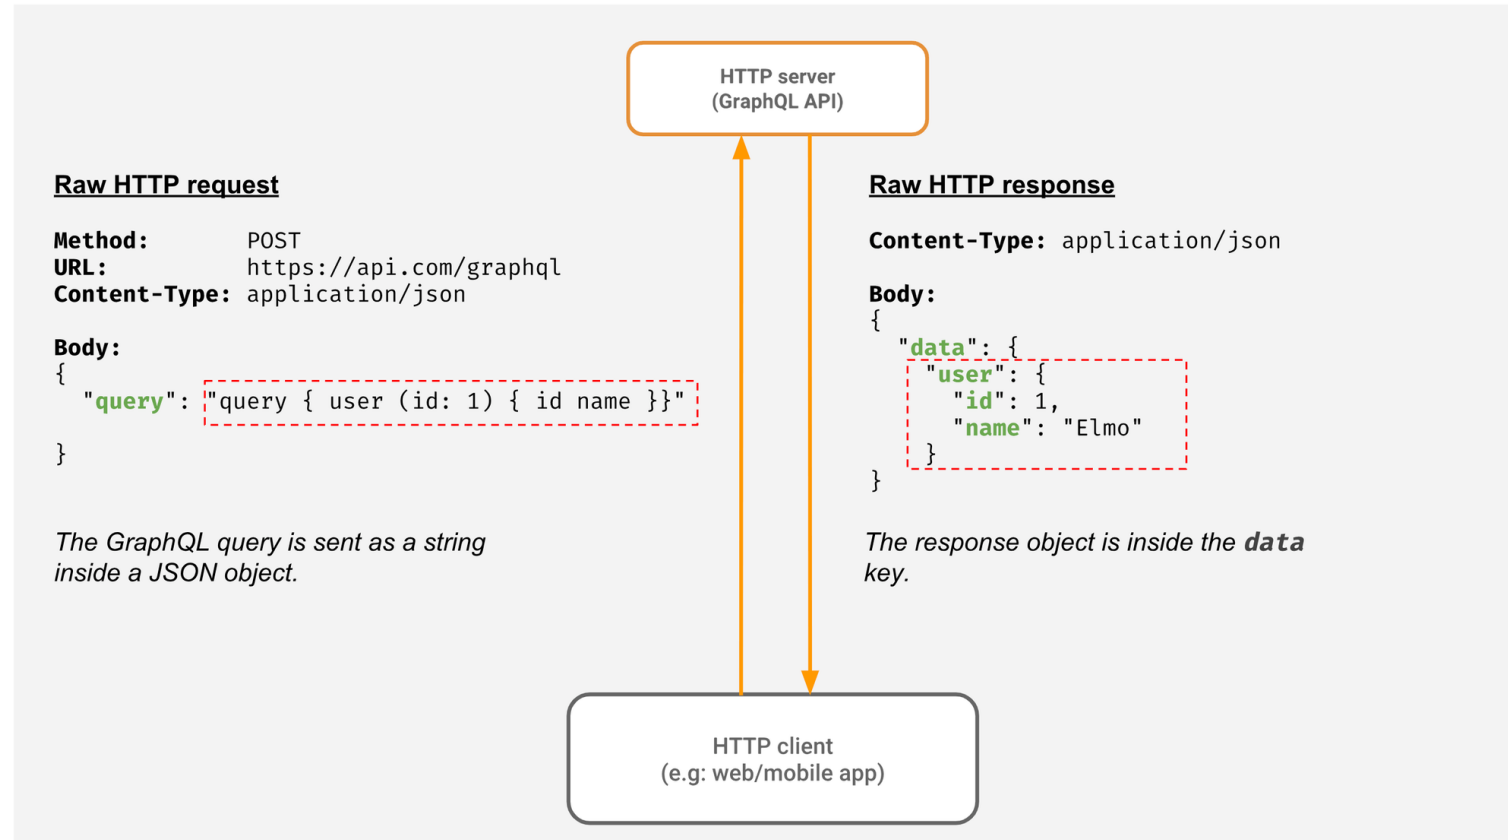 HTTP server
(GraphQL API)
Raw HTTP request
Method: POST
URL: https://api.com/graphql
Content-Type: application/json
Body:
{
"query": "query { user (id: 1) { id name }}"
}
The GraphQL query is sent as a string
inside a JSON object.
Raw HTTP response
Content-Type: application/json
Body:
{
"data": {
"user": {
"id": 1,
"name": "Elmo"
}
}
The response object is inside the data
key.
HTTP client
(e.g: web/mobile app)